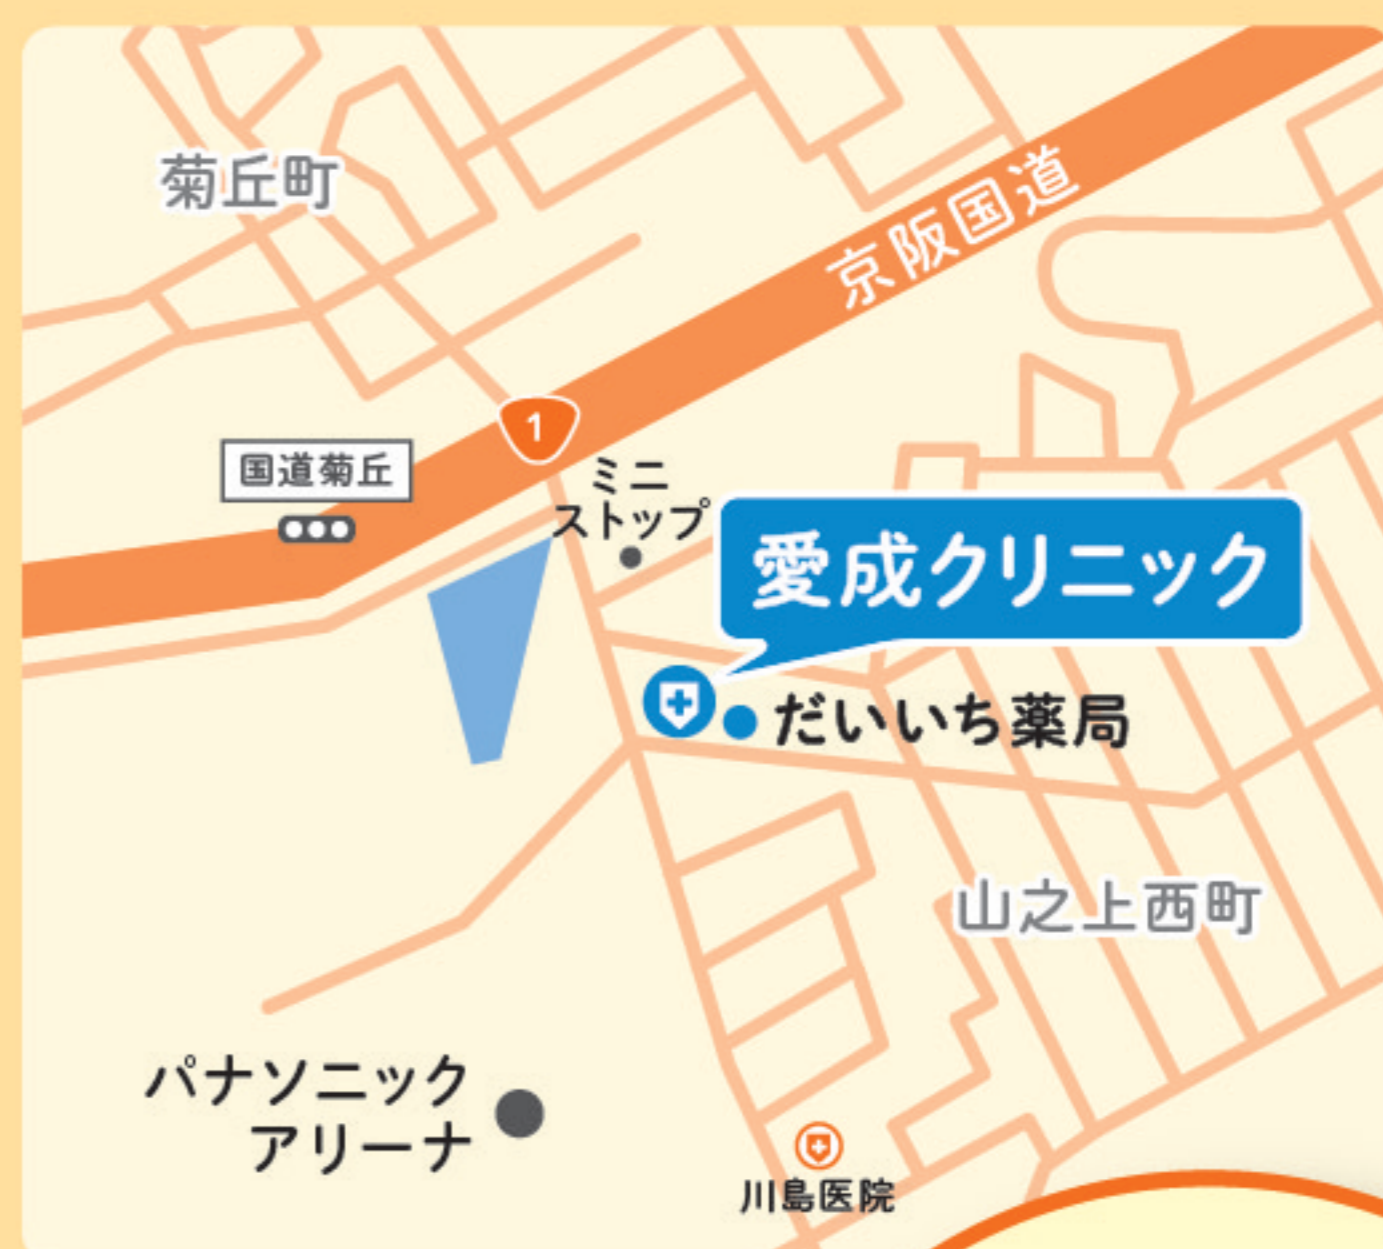 菊丘町
京阪国道
1
国道菊丘
ミニ
ストップ
愛成クリニック
だいいち薬局
山之上西町
パナソニック
アリーナ
川島医院